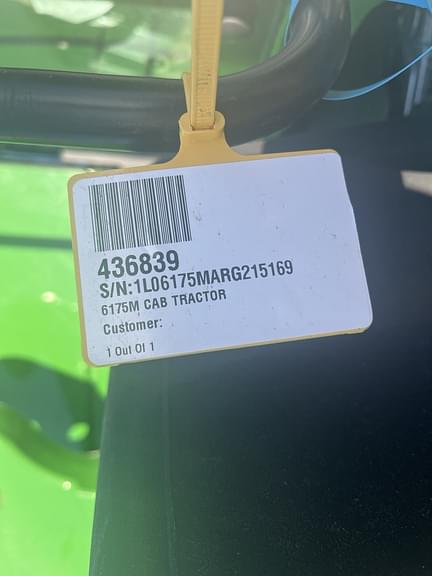 436839
S/N:1L06175MARG215169
6175M CAB TRACTOR
Customer:
1 Out Of 1